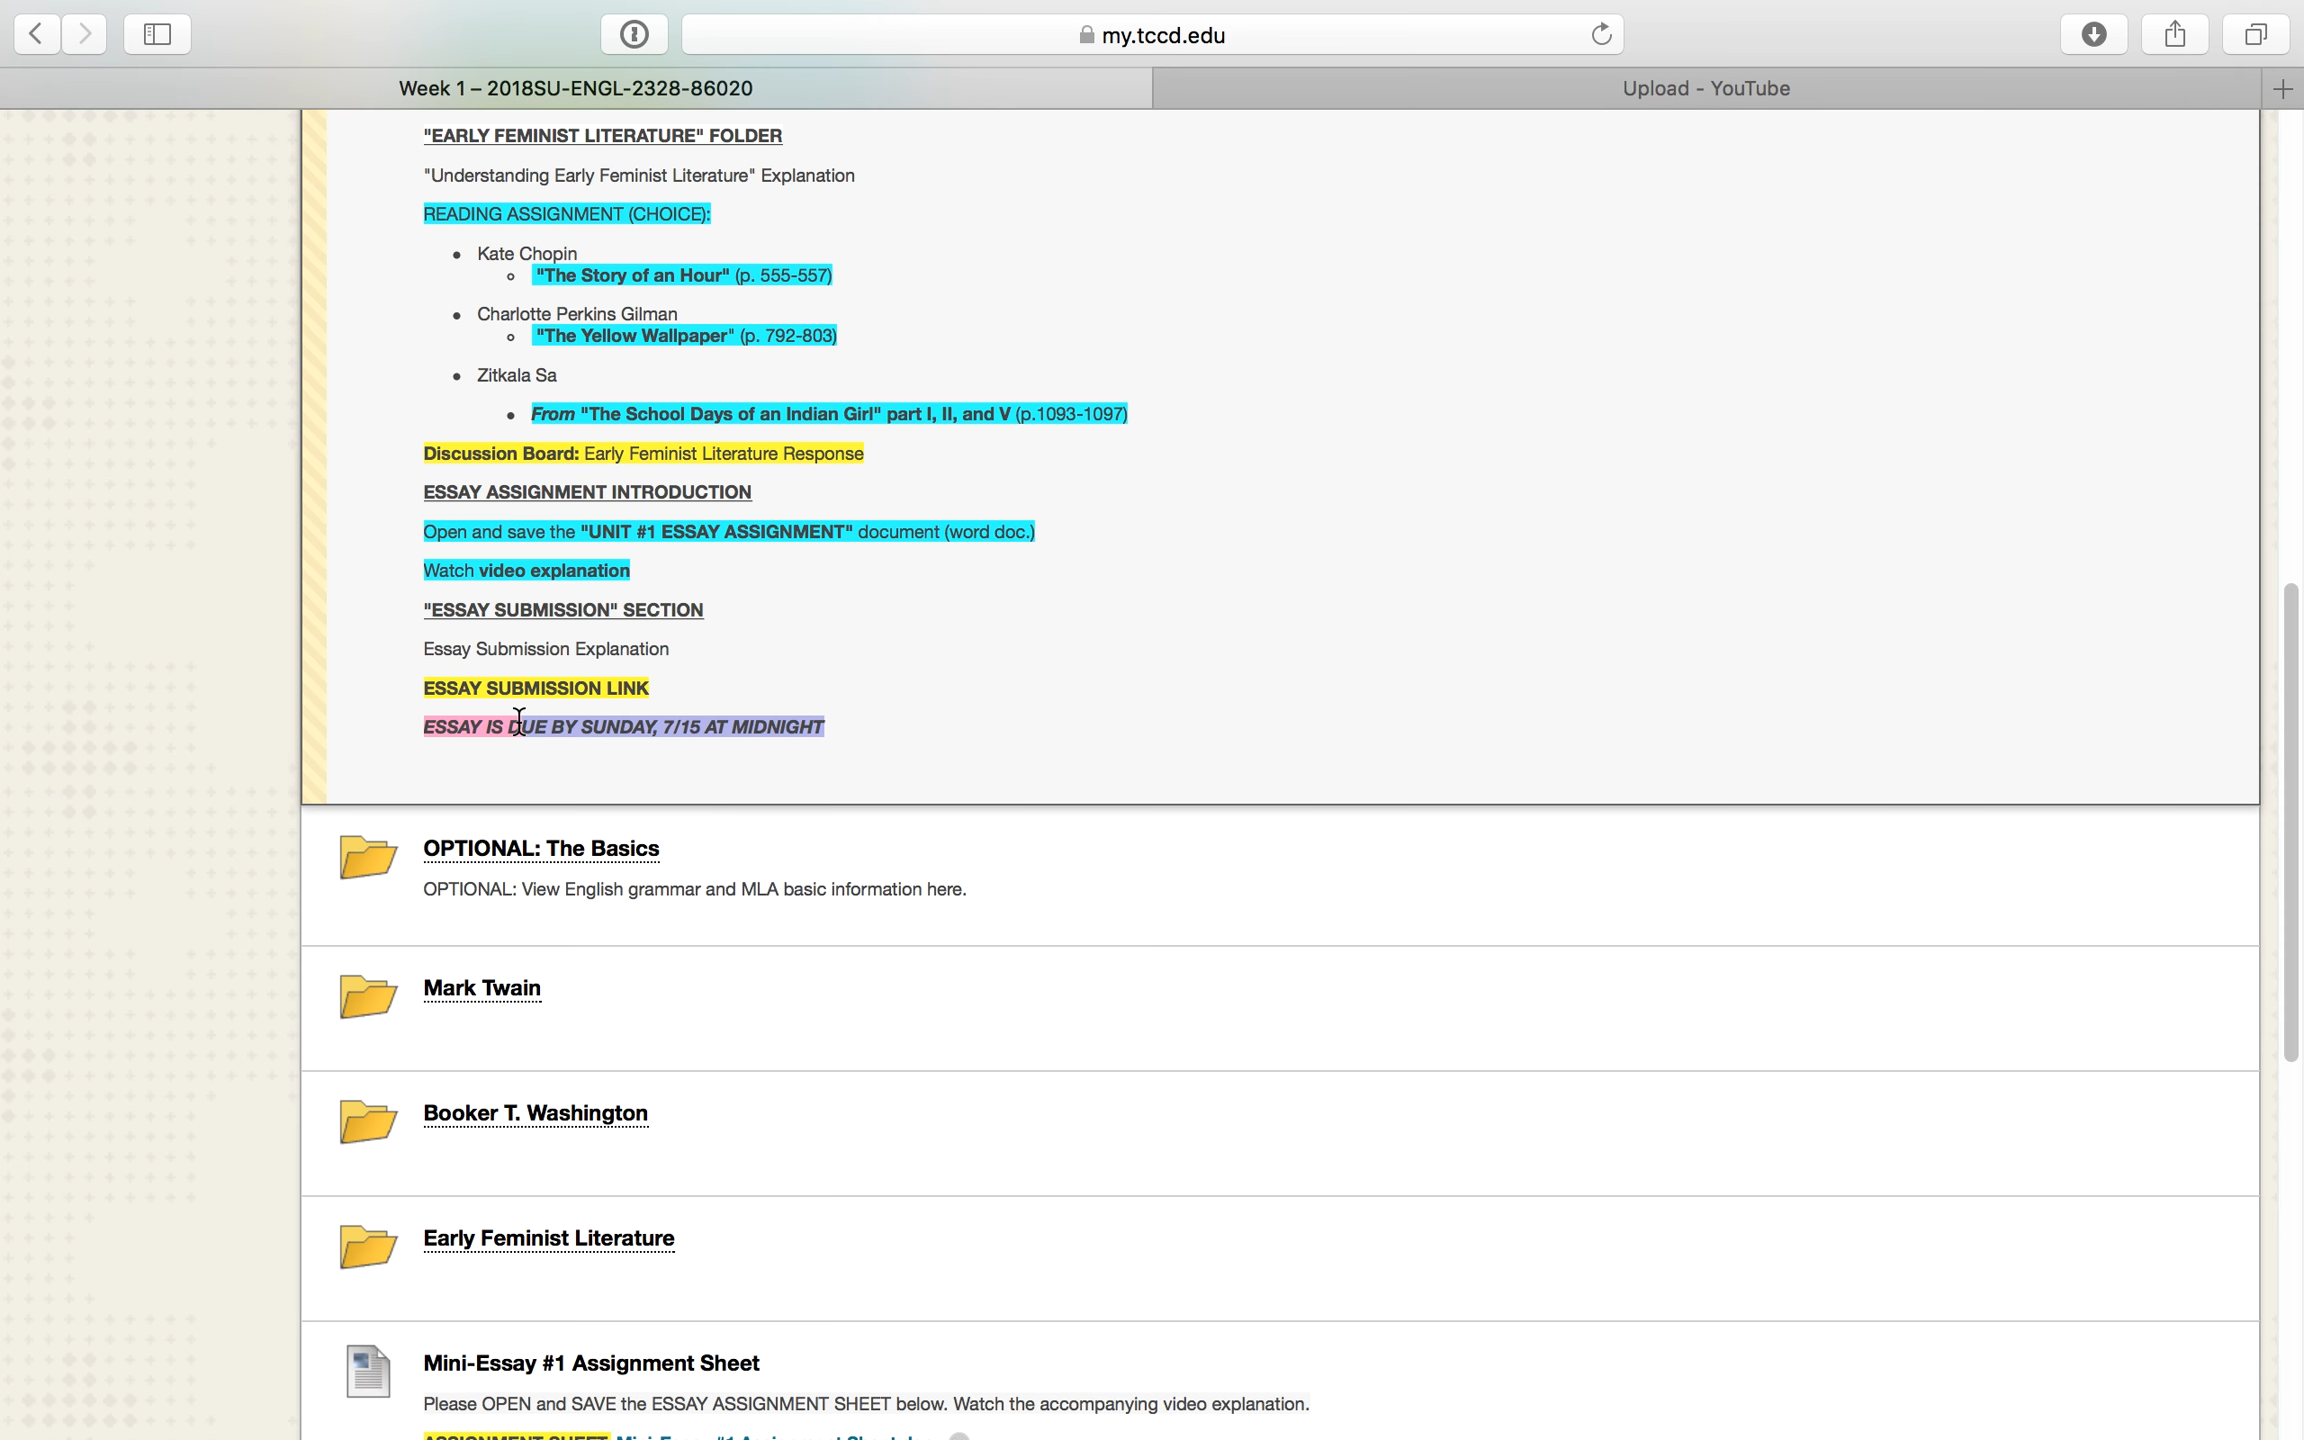 my.tccd.edu
Week 1 – 2018SU-ENGL-2328-86020
Upload - YouTube
"EARLY FEMINIST LITERATURE" FOLDER
"Understanding Early Feminist Literature" Explanation
READING ASSIGNMENT (CHOICE):
Kate Chopin
"The Story of an Hour" (p. 555-557)
Charlotte Perkins Gilman
"The Yellow Wallpaper" (p. 792-803)
Zitkala Sa
From "The School Days of an Indian Girl" part I, II, and V (p.1093-1097)
Discussion Board: Early Feminist Literature Response
ESSAY ASSIGNMENT INTRODUCTION
Open and save the "UNIT #1 ESSAY ASSIGNMENT" document (word doc.)
Watch video explanation
"ESSAY SUBMISSION" SECTION
Essay Submission Explanation
ESSAY SUBMISSION LINK
ESSAY IS DUE BY SUNDAY, 7/15 AT MIDNIGHT
OPTIONAL: The Basics
OPTIONAL: View English grammar and MLA basic information here.
Mark Twain
Booker T. Washington
Early Feminist Literature
Mini-Essay #1 Assignment Sheet
Please OPEN and SAVE the ESSAY ASSIGNMENT SHEET below. Watch the accompanying video explanation.